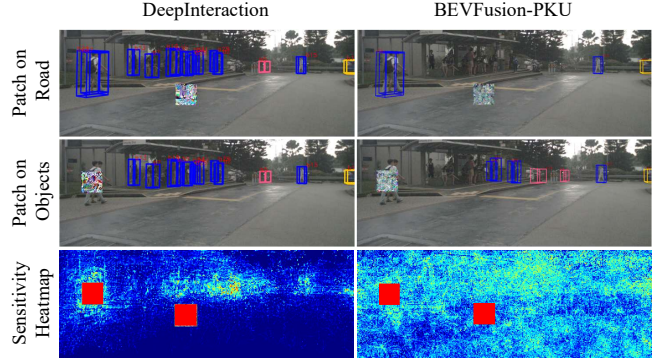 DeepInteraction
BEVFusion-PKU
Patch on
Road
Patch on
Objects
Sensitivity
Heatmap